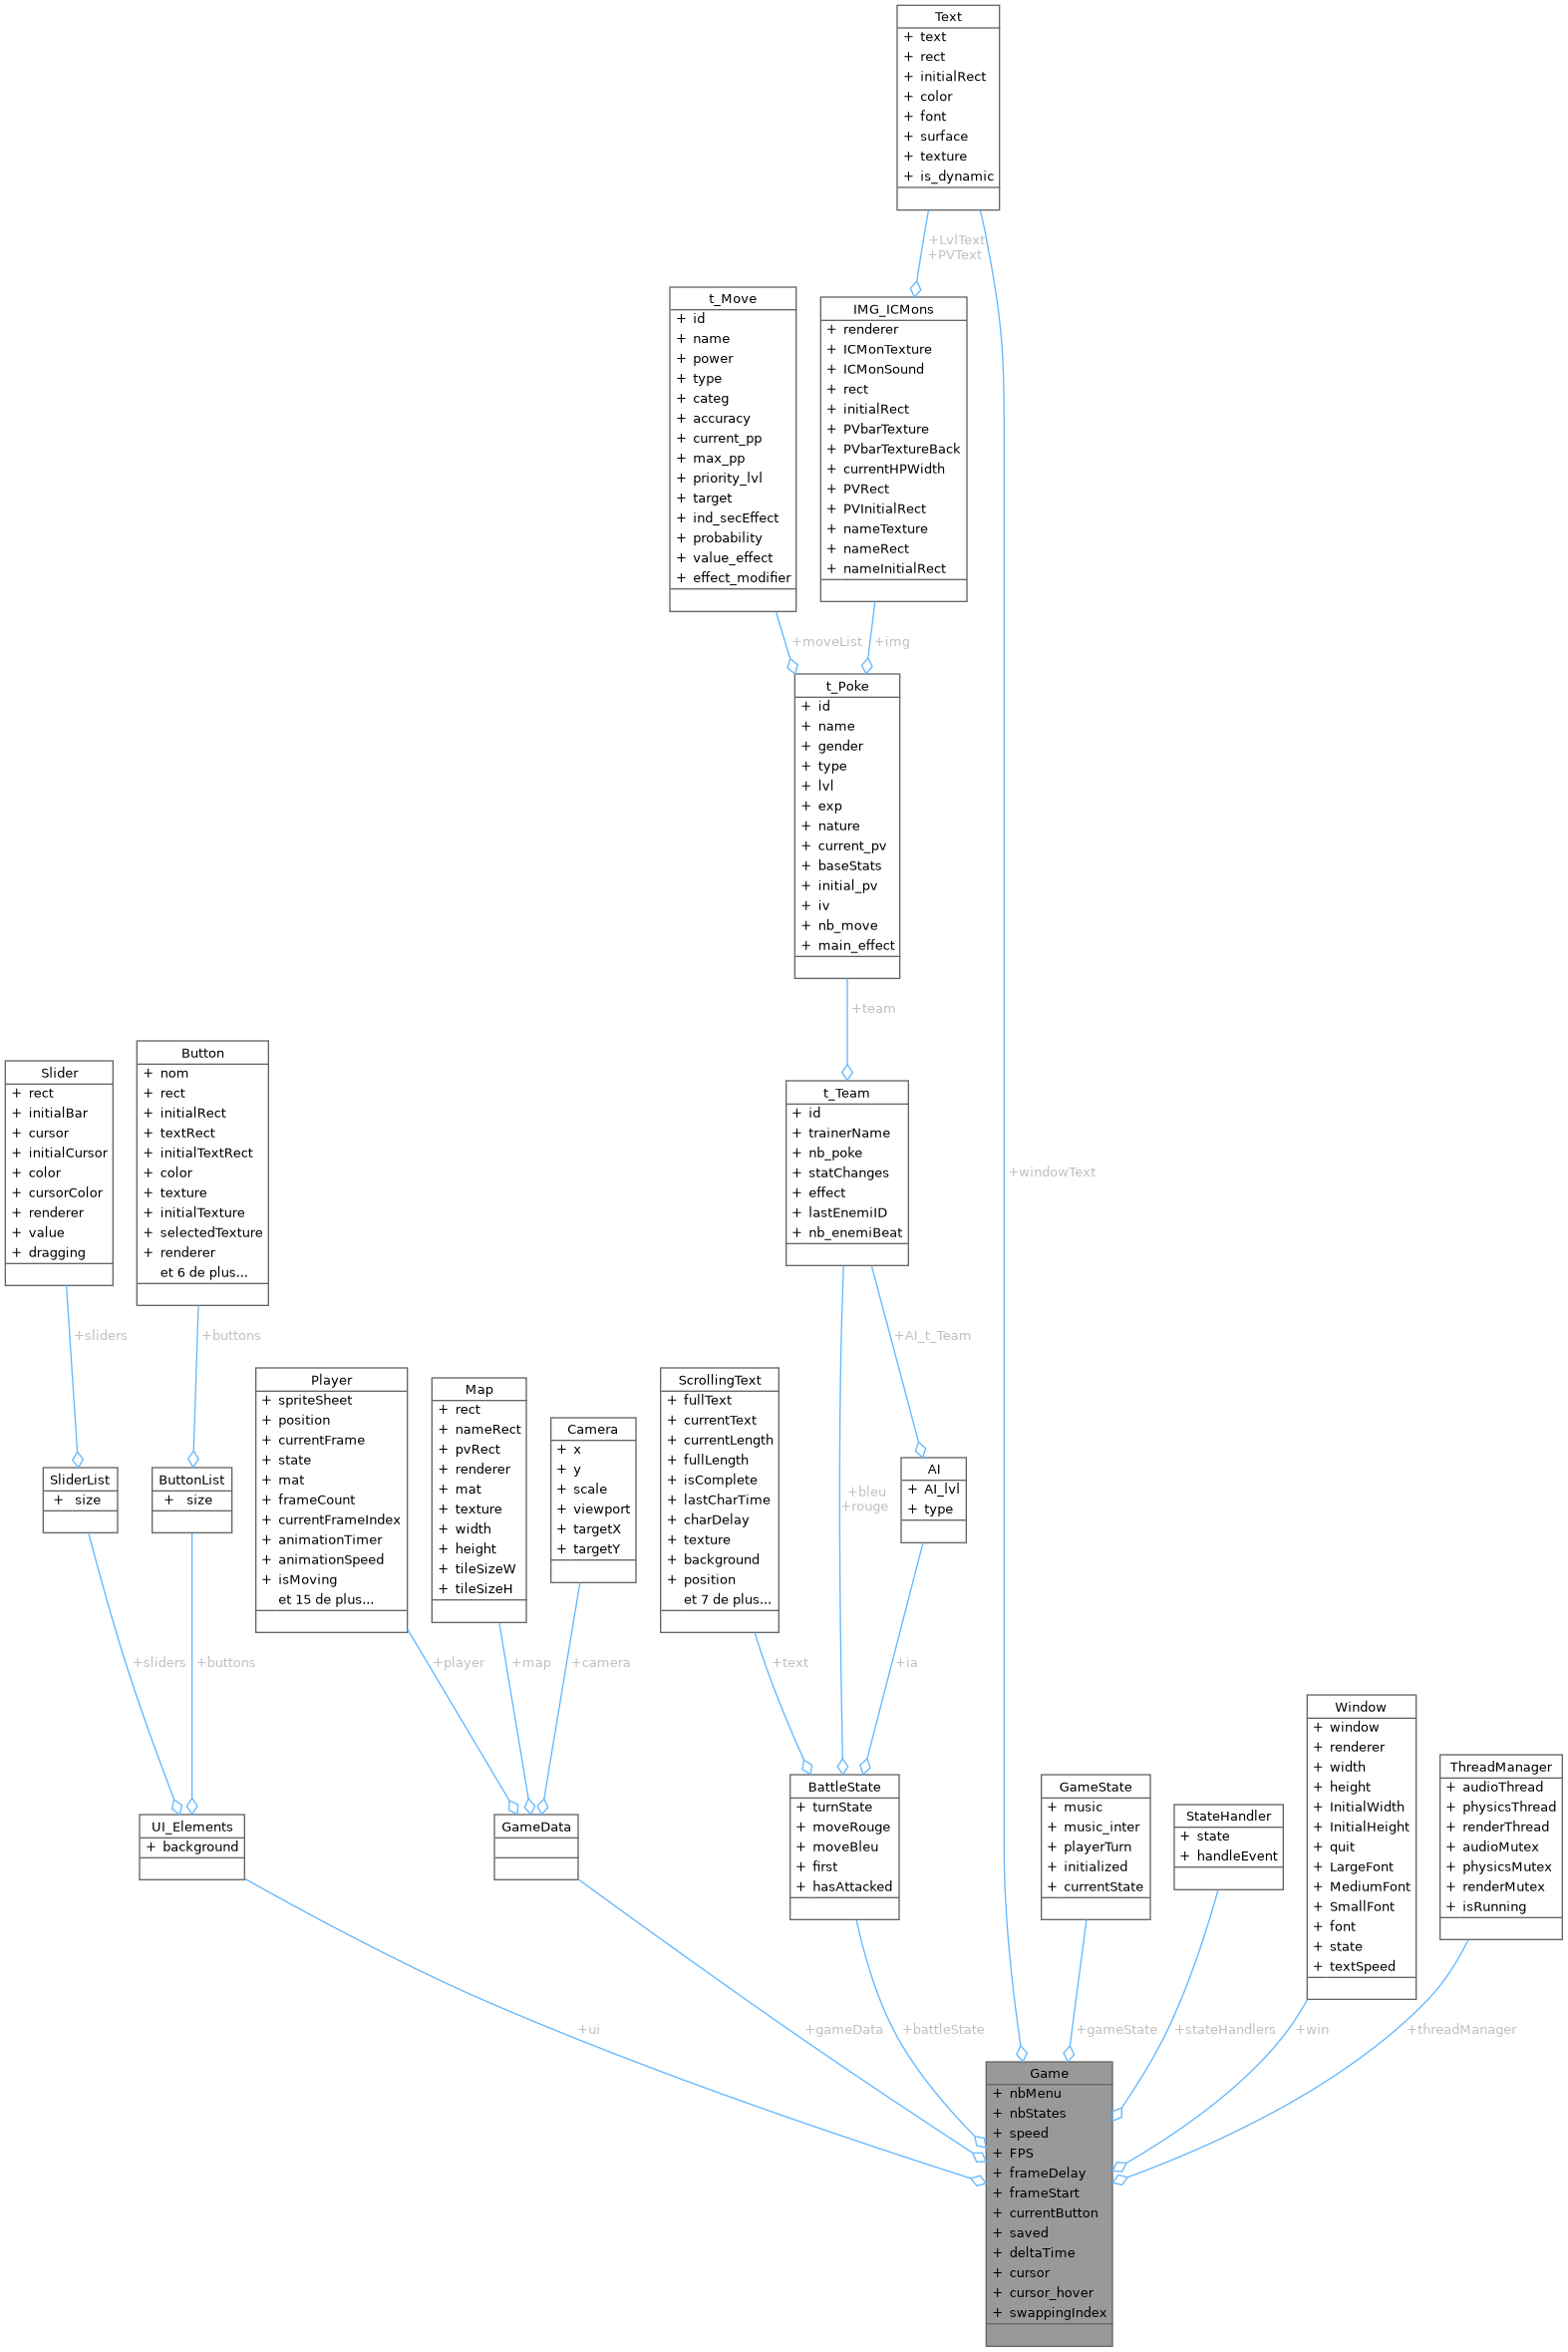 Text
+ text
+ rect
+ initialRect
+ color
+ font
+ surface
+ texture
+ is_dynamic
+LvlText
+PVText
t_Move
+ id
+ name
+ power
+ type
+ categ
+ accuracy
+ current_pp
+ max_pp
+ priority_lvl
+ target
+ ind_secEffect
+ probability
+ value_effect
+ effect_modifier
IMG_ICMons
+ renderer
+ ICMonTexture
+ ICMonSound
+ rect
+ initialRect
+ PVbarTexture
+ PVbarTextureBack
+ currentHPWidth
+ PVRect
+ PVInitialRect
+ nameTexture
+ nameRect
+ nameInitialRect
+moveList
+img
t_Poke
+ id
+ name
+ gender
+ type
+ lvl
+ exp
+ nature
+ current_pv
+ baseStats
+ initial_pv
+ iv
+ nb_move
+ main_effect
+team
Slider
+ rect
+ initialBar
+ cursor
+ initialCursor
+ color
+ cursorColor
+ renderer
+ value
+ dragging
Button
+ nom
+ rect
+ initialRect
+ textRect
+ initialTextRect
+ color
+ texture
+ initialTexture
+ selectedTexture
+ renderer
et 6 de plus...
t_Team
+ id
+ trainerName
+ nb_poke
+ statChanges
+ effect
+ lastEnemiID
+ nb_enemiBeat
+windowText
+sliders
+buttons
+AI_t_Team
Player
+ spriteSheet
+ position
+ currentFrame
+ state
+ mat
+ frameCount
+ currentFrameIndex
+ animationTimer
+ animationSpeed
+ isMoving
et 15 de plus...
Map
+ rect
+ nameRect
+ pvRect
+ renderer
+ mat
+ texture
+ width
+ height
+ tileSizeW
+ tileSizeH
Camera
+ x
+ y
+ scale
+ viewport
+ targetX
+ targetY
ScrollingText
+ fullText
+ currentText
+ currentLength
+ fullLength
+ isComplete
+ lastCharTime
+ charDelay
+ texture
+ background
+ position
et 7 de plus...
SliderList
+ size
ButtonList
+ size
+bleu
+rouge
AI
+ AI_lvl
+ type
+sliders
+buttons
+player
+map
+camera
+text
+ia
UI_Elements
+ background
GameData
BattleState
+ turnState
+ moveRouge
+ moveBleu
+ first
+ hasAttacked
GameState
+ music
+ music_inter
+ playerTurn
+ initialized
+ currentState
StateHandler
+ state
+ handleEvent
Window
+ window
+ renderer
+ width
+ height
+ InitialWidth
+ InitialHeight
+ quit
+ LargeFont
+ MediumFont
+ SmallFont
+ font
+ state
+ textSpeed
ThreadManager
+ audioThread
+ physicsThread
+ renderThread
+ audioMutex
+ physicsMutex
+ renderMutex
+ isRunning
+ui
+gameData
+battleState
+gameState
+stateHandlers
+win
+threadManager
Game
+ nbMenu
+ nbStates
+ speed
+ FPS
+ frameDelay
+ frameStart
+ currentButton
+ saved
+ deltaTime
+ cursor
+ cursor_hover
+ swappingIndex